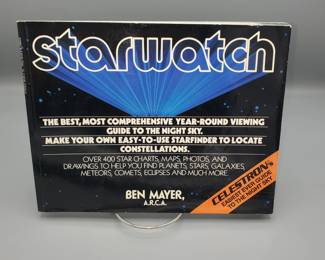 starwatch
THE BEST, MOST COMPREHENSIVE YEAR-ROUND VIEWING
GUIDE TO THE NIGHT SKY.
MAKE YOUR OWN EASY-TO-USE STARFINDER TO LOCATE
CONSTELLATIONS.
OVER 400 STAR CHARTS, MAPS, PHOTOS, AND
DRAWINGS TO HELP YOU FIND PLANETS, STARS, GALAXIES,
METEORS, COMETS, ECLIPSES AND MUCH MORE.
BEN MAYER,
A.R.C.A.
CELESTRON's
EASIEST EVER GUIDE
TO THE NIGHT SKY